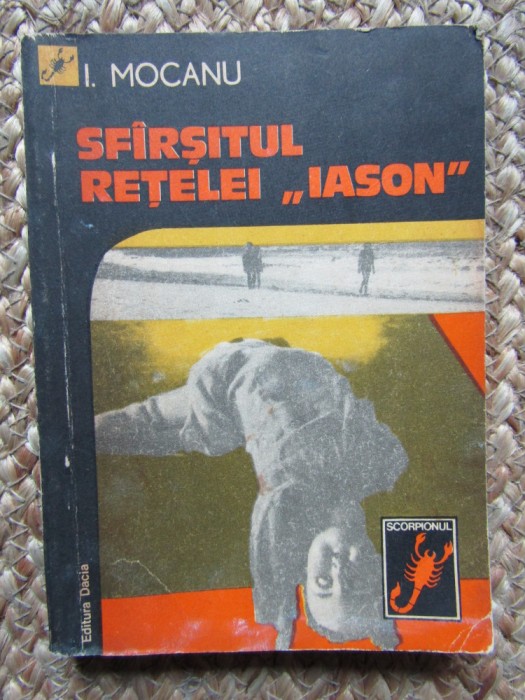 I. MOCANU
SFÎRŞITUL
REŢELEI „IASON”
SCORPIONUL
Editura Dacia